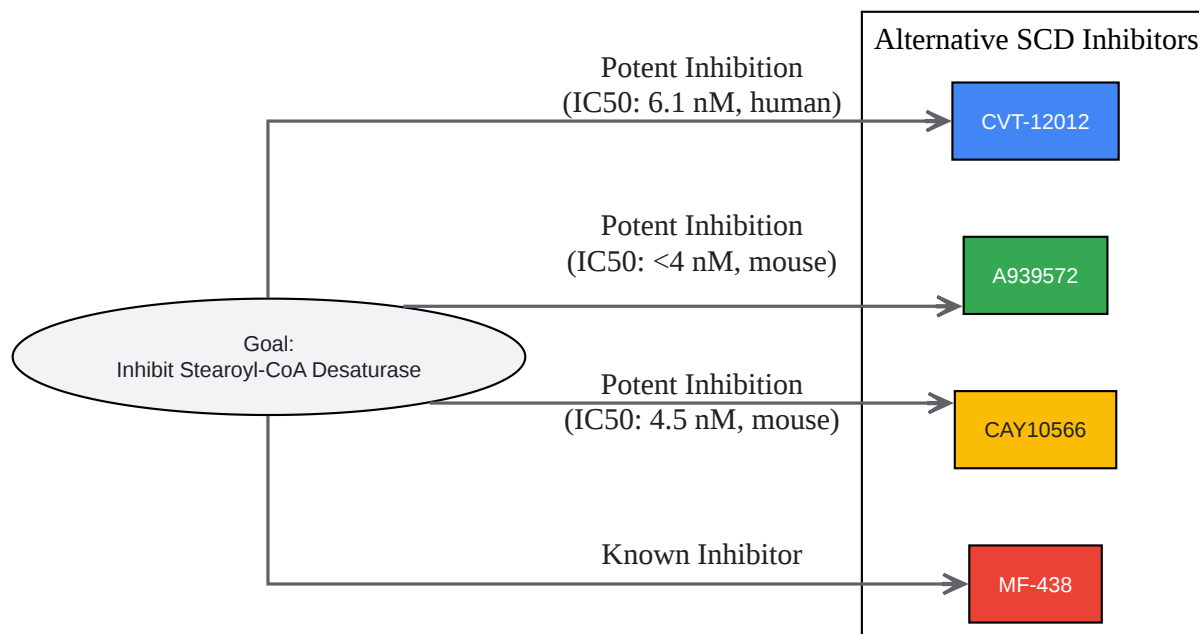 Alternative SCD Inhibitors
Potent Inhibition
(IC50: 6.1 nM, human)
CVT-12012
Potent Inhibition
(IC50: <4 nM, mouse)
A939572
Goal:
Inhibit Stearoyl-CoA Desaturase
Potent Inhibition
(IC50: 4.5 nM, mouse)
CAY10566
Known Inhibitor
MF-438